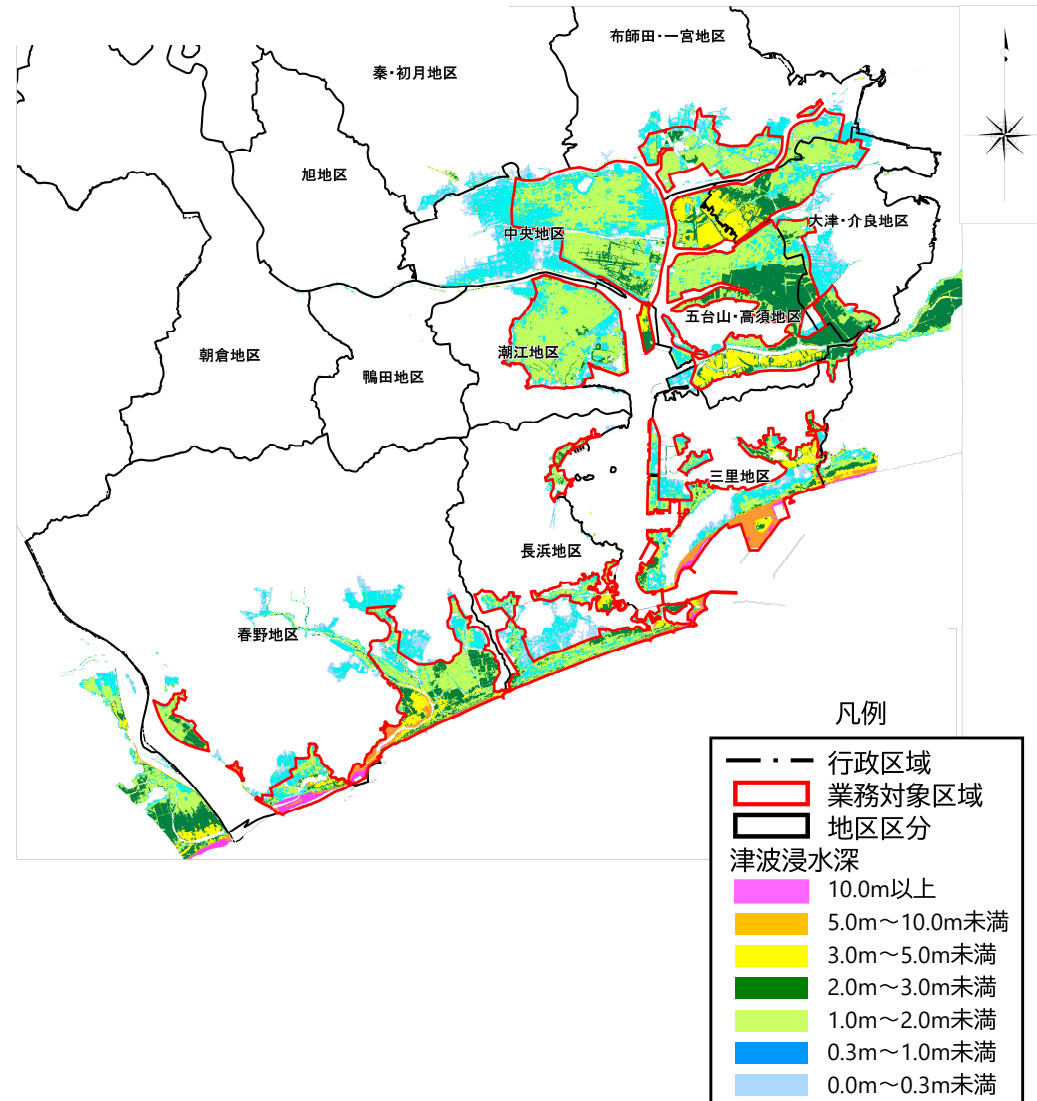 布師田・一宮地区
秦・初月地区
旭地区
大津・介良地区
中央地区
五台山・高須地区
潮江地区
朝倉地区
鴨田地区
三里地区
長浜地区
春野地区
凡例
行政区域
業務対象区域
地区区分
津波浸水深
10.0m以上
5.0m～10.0m未満
3.0m～5.0m未満
2.0m～3.0m未満
1.0m～2.0m未満
0.3m～1.0m未満
0.0m～0.3m未満